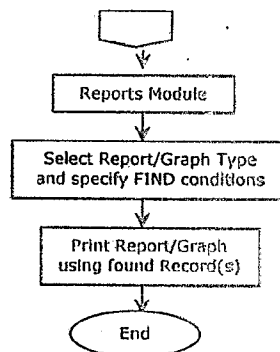 Reports Module
Select Report/Graph Type
and specify FIND conditions
Print Report/Graph
using found Record(s)
End